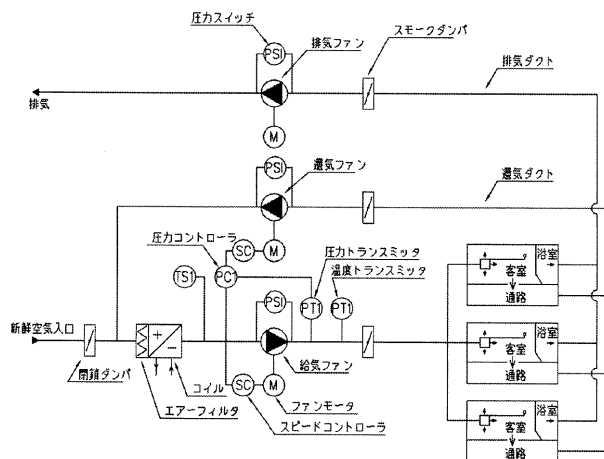 圧力スイッチ
PSI
排気ファン
スモークダンパ
排気ダクト
排気
M
PSI
還気ファン
還気ダクト
圧力コントローラ
SC
M
圧力トランスミッタ
温度トランスミッタ
TS1
PC1
PSI
PT1
PT1
浴室
客室
通路
新鮮空気入口
+
-
給気ファン
浴室
客室
通路
閉鎖ダンパ
コイル
SC
M
ファンモータ
エアーフィルタ
スピードコントローラ
浴室
客室
通路